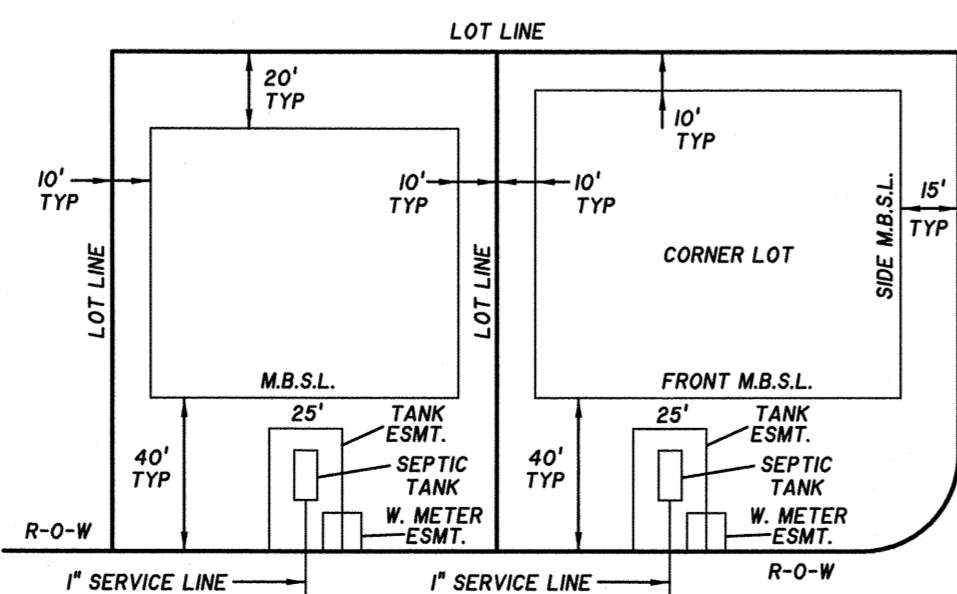 LOT LINE
20'
TYP
10'
TYP
10'
TYP
10'
TYP
10'
TYP
15'
TYP
LOT LINE
LOT LINE
CORNER LOT
SIDE M.B.S.L.
M.B.S.L.
FRONT M.B.S.L.
25'
TANK
ESMT.
SEPTIC
TANK
W. METER
ESMT.
40'
TYP
25'
TANK
ESMT.
SEPTIC
TANK
W. METER
ESMT.
40'
TYP
R-O-W
R-O-W
1" SERVICE LINE
1" SERVICE LINE